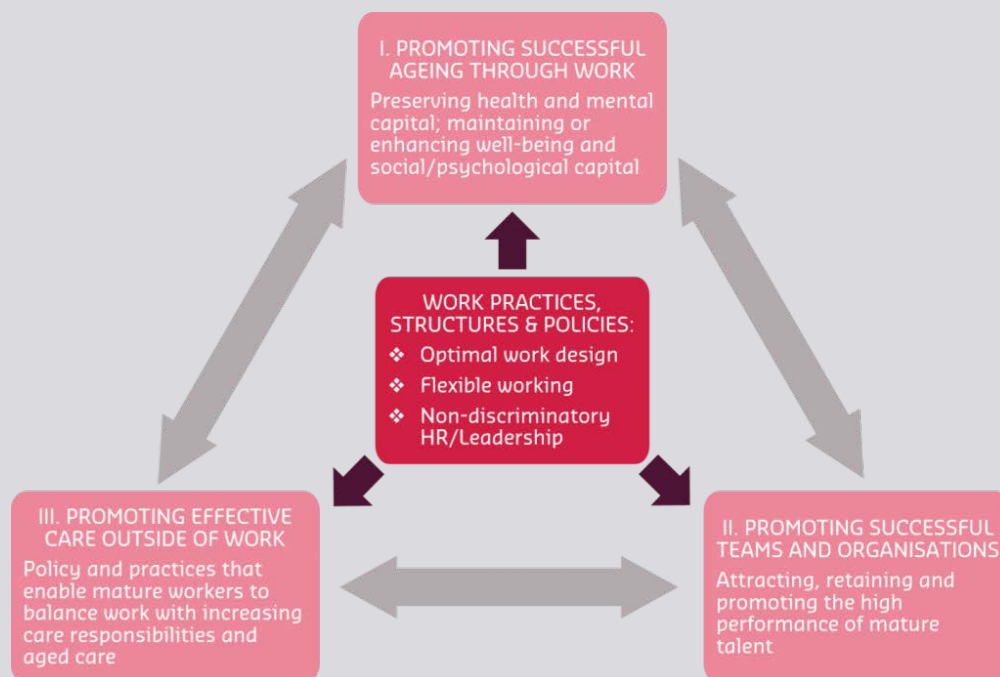 I. PROMOTING SUCCESSFUL
AGEING THROUGH WORK
Preserving health and mental
capital; maintaining or
enhancing well-being and
social/psychological capital
WORK PRACTICES,
STRUCTURES & POLICIES:
❖ Optimal work design
❖ Flexible working
❖ Non-discriminatory
HR/Leadership
III. PROMOTING EFFECTIVE
CARE OUTSIDE OF WORK
Policy and practices that
enable mature workers to
balance work with increasing
care responsibilities and
aged care
II. PROMOTING SUCCESSFUL
TEAMS AND ORGANISATIONS
Attracting, retaining and
promoting the high
performance of mature
talent